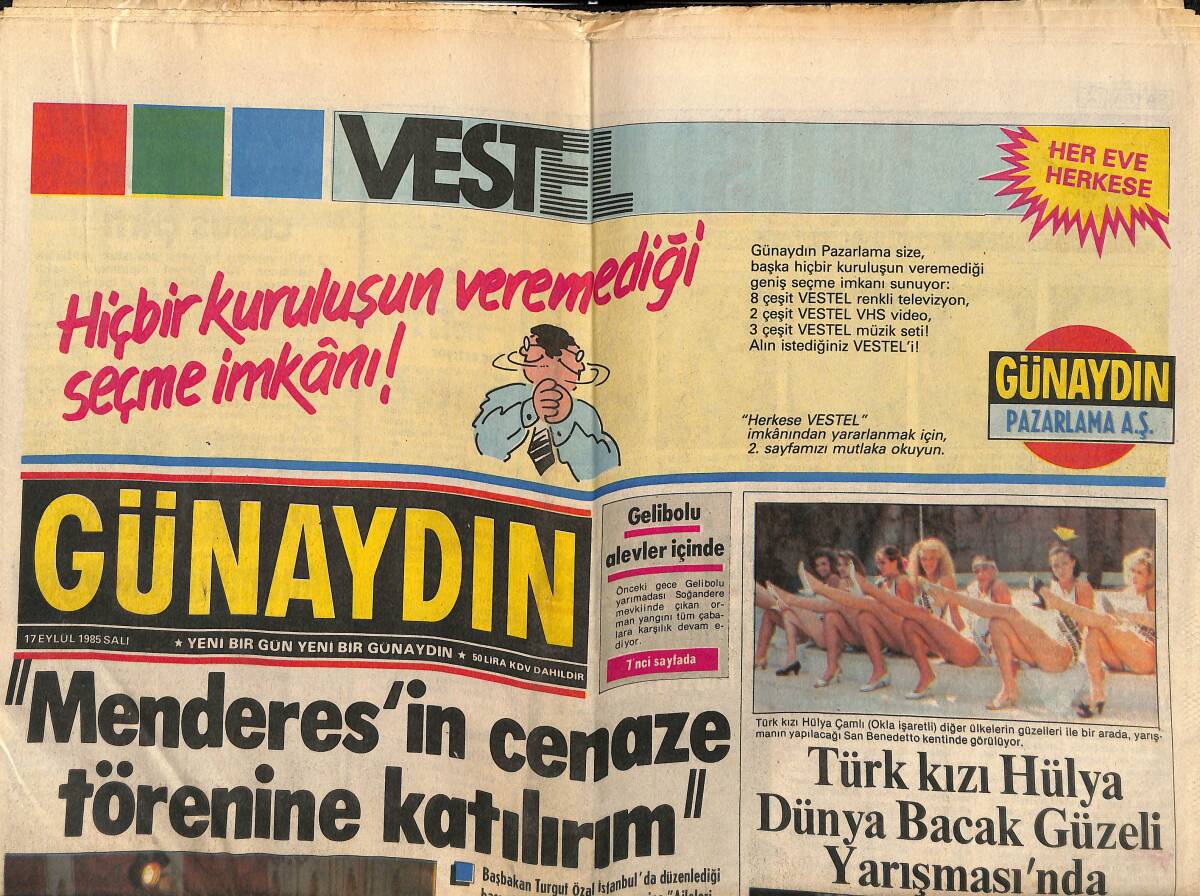 VESTEL
HER EVE
HERKESE
Hiçbir kuruluşun veremediği
seçme imkânı!
Günaydın Pazarlama size,
başka hiçbir kuruluşun veremediği
geniş seçme imkanı sunuyor:
8 çeşit VESTEL renkli televizyon,
2 çeşit VESTEL VHS video,
3 çeşit VESTEL müzik seti!
Alın istediğiniz VESTEL'i!
"Herkese VESTEL"
imkânından yararlanmak için,
2. sayfamızı mutlaka okuyun.
GÜNAYDIN
PAZARLAMA A.Ş.
GÜNAYDIN
17 EYLÜL 1985 SALI ★ YENİ BİR GÜN YENİ BİR GÜNAYDIN ★ 50 LİRA KDV DAHİLDİR
Gelibolu
alevler içinde
Önceki gece Gelibolu
yarımadası Soğandere
mevkiinde çıkan or-
man yangını tüm çaba-
lara karşılık devam e-
diyor.
7'nci sayfada
"Menderes'in cenaze
törenine katılırım"
Başbakan Turgut Özal İstanbul'da düzenlediği
Türk kızı Hülya Çamlı (Okla işaretli) diğer ülkelerin güzelleri ile bir arada, yarış-
manın yapılacağı San Benedetto kentinde görülüyor.
Türk kızı Hülya
Dünya Bacak Güzeli
Yarışması'nda